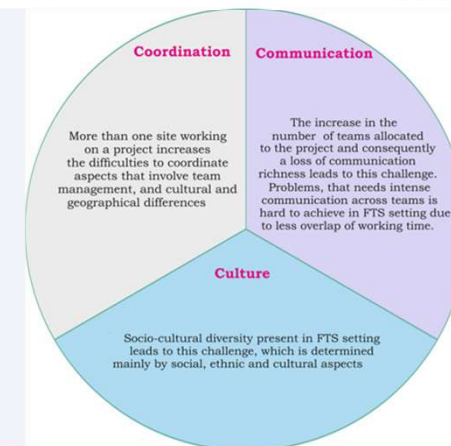 Coordination
More than one site working
on a project increases
the difficulties to coordinate
aspects that involve team
management, and cultural and
geographical differences
Communication
The increase in the
number of teams allocated
to the project and consequently
a loss of communication
richness leads to this challenge.
Problems, that needs intense
communication across teams is
hard to achieve in FTS setting due
to less overlap of working time.
Culture
Socio-cultural diversity present in FTS setting
leads to this challenge, which is determined
mainly by social, ethnic and cultural aspects